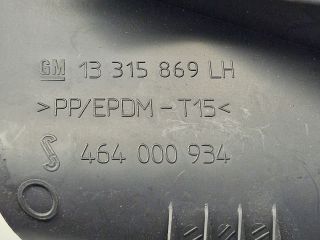 GM 13 315 869 LH
>PP/EPDM-T15<
464 000 934